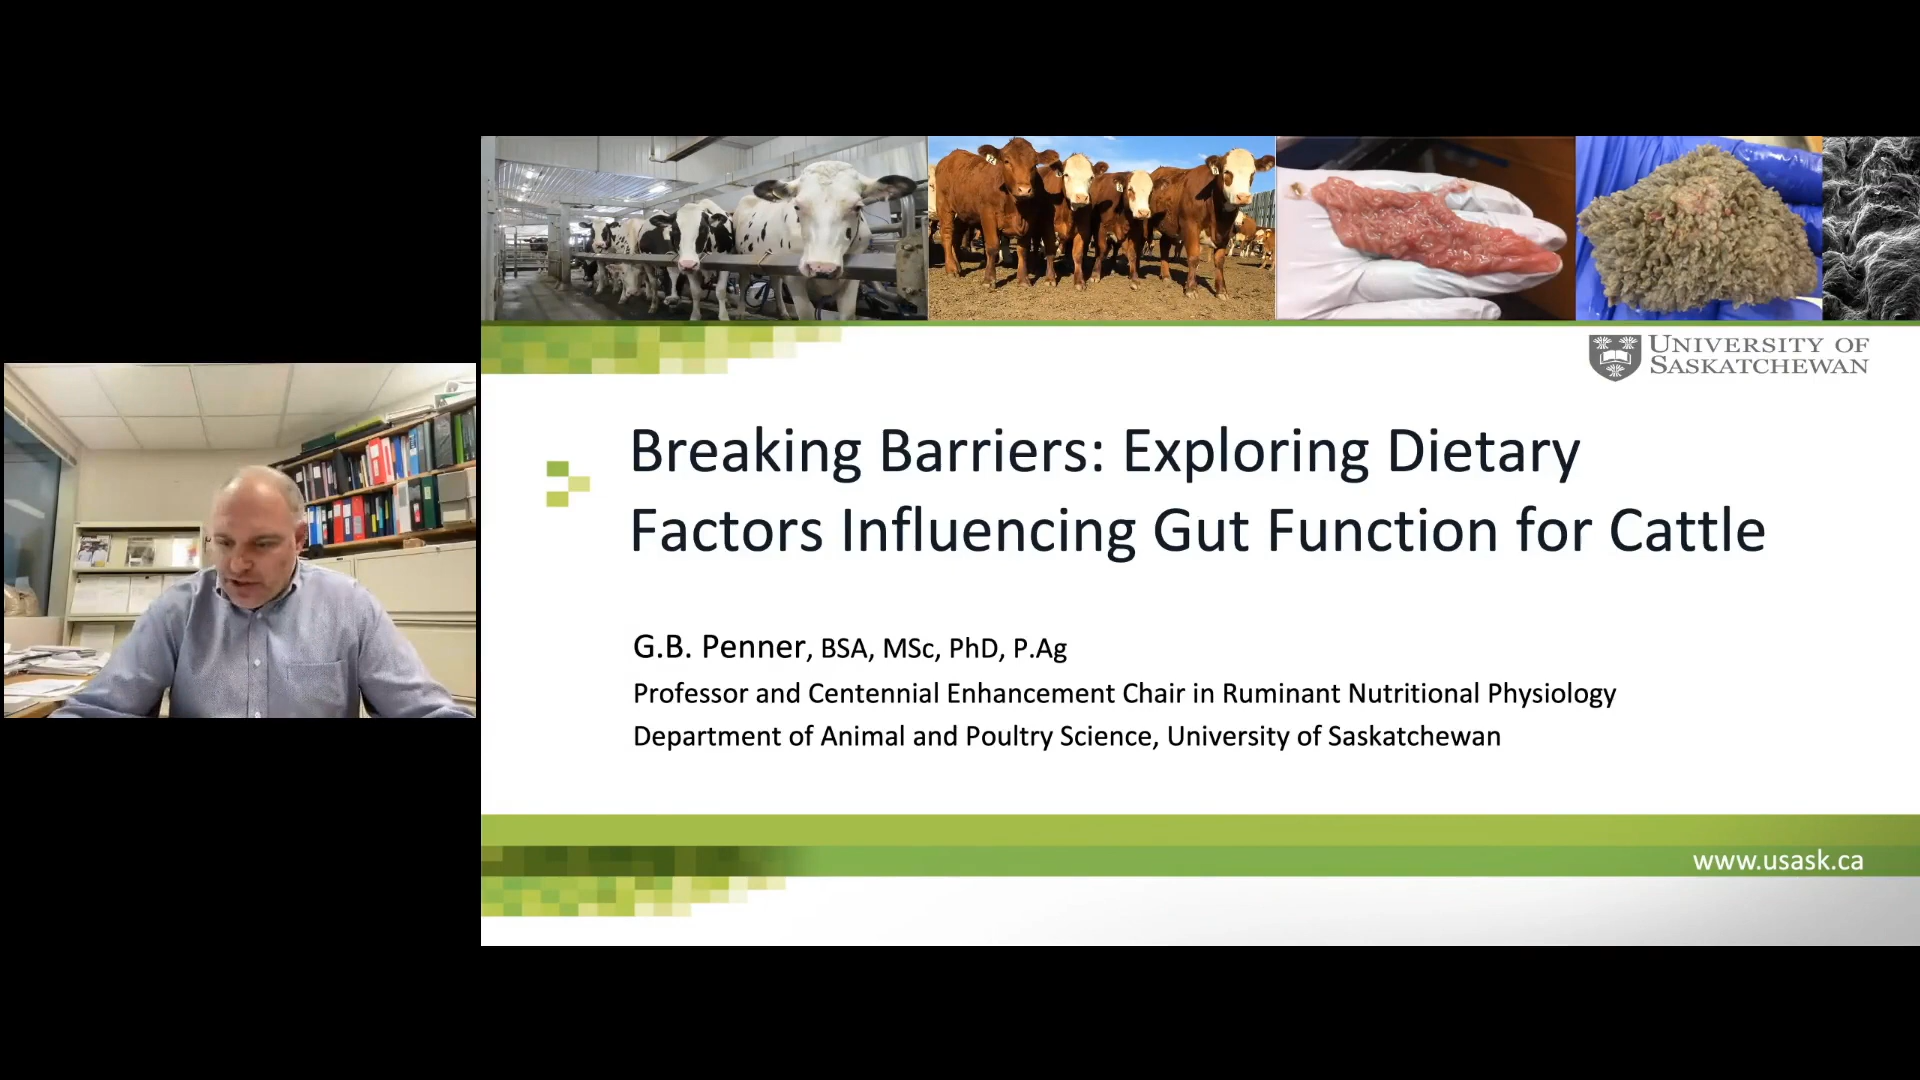 UNIVERSITY OF
SASKATCHEWAN
Breaking Barriers: Exploring Dietary
Factors Influencing Gut Function for Cattle
G.B. Penner, BSA, MSc, PhD, P.Ag
Professor and Centennial Enhancement Chair in Ruminant Nutritional Physiology
Department of Animal and Poultry Science, University of Saskatchewan
www.usask.ca